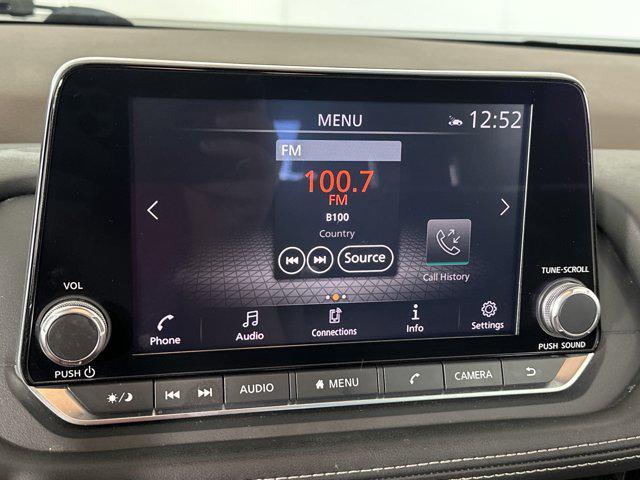 MENU 12:52
FM
100.7
FM
B100
Country
Source
Call History
Phone Audio Connections Info Settings
VOL
PUSH
TUNE·SCROLL
PUSH SOUND
AUDIO MENU CAMERA